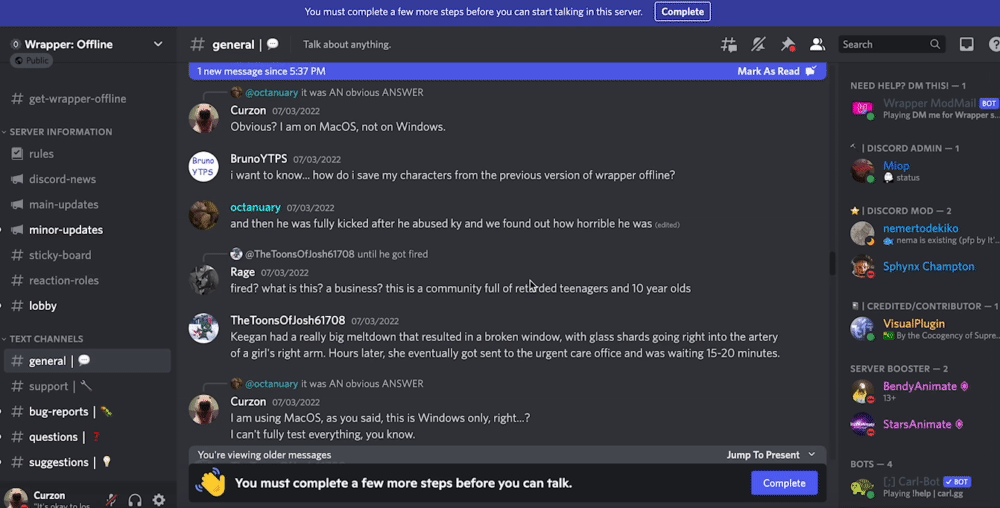 You must complete a few more steps before you can start talking in this server.
Complete
Wrapper: Offline
Public
general |
Talk about anything.
Search
1 new message since 5:37 PM
Mark As Read
get-wrapper-offline
SERVER INFORMATION
rules
discord-news
main-updates
minor-updates
sticky-board
reaction-roles
lobby
TEXT CHANNELS
general |
support |
bug-reports |
questions | ?
suggestions |
Curzon
"It's okay to los
@octanuary it was AN obvious ANSWER
Curzon 07/03/2022
Obvious? I am on MacOS, not on Windows.
Bruno
YTPS
BrunoYTPS 07/03/2022
i want to know... how do i save my characters from the previous version of wrapper offline?
octanuary 07/03/2022
and then he was fully kicked after he abused ky and we found out how horrible he was (edited)
@TheToonsOfJosh61708 until he got fired
Rage 07/03/2022
fired? what is this? a business? this is a community full of retarded teenagers and 10 year olds
TheToonsOfJosh61708 07/03/2022
Keegan had a really big meltdown that resulted in a broken window, with glass shards going right into the artery
of a girl's right arm. Hours later, she eventually got sent to the urgent care office and was waiting 15-20 minutes.
@octanuary it was AN obvious ANSWER
Curzon 07/03/2022
I am using MacOS, as you said, this is Windows only, right...?
I can't fully test everything, you know.
You're viewing older messages
Jump To Present
You must complete a few more steps before you can talk.
Complete
NEED HELP? DM THIS! — 1
Wrapper ModMail BOT
Playing DM me for Wrapper s...
| DISCORD ADMIN — 1
Miop
status
| DISCORD MOD — 2
nemertodekiko
nema is existing (pfp by It'
Sphynx Champton
| CREDITED/CONTRIBUTOR — 1
VisualPlugin
By the Cocogency of Supre
SERVER BOOSTER — 2
BendyAnimate
13+
StarsAnimate
BOTS — 4
[;] Carl-Bot BOT
Playing !help | carl.gg